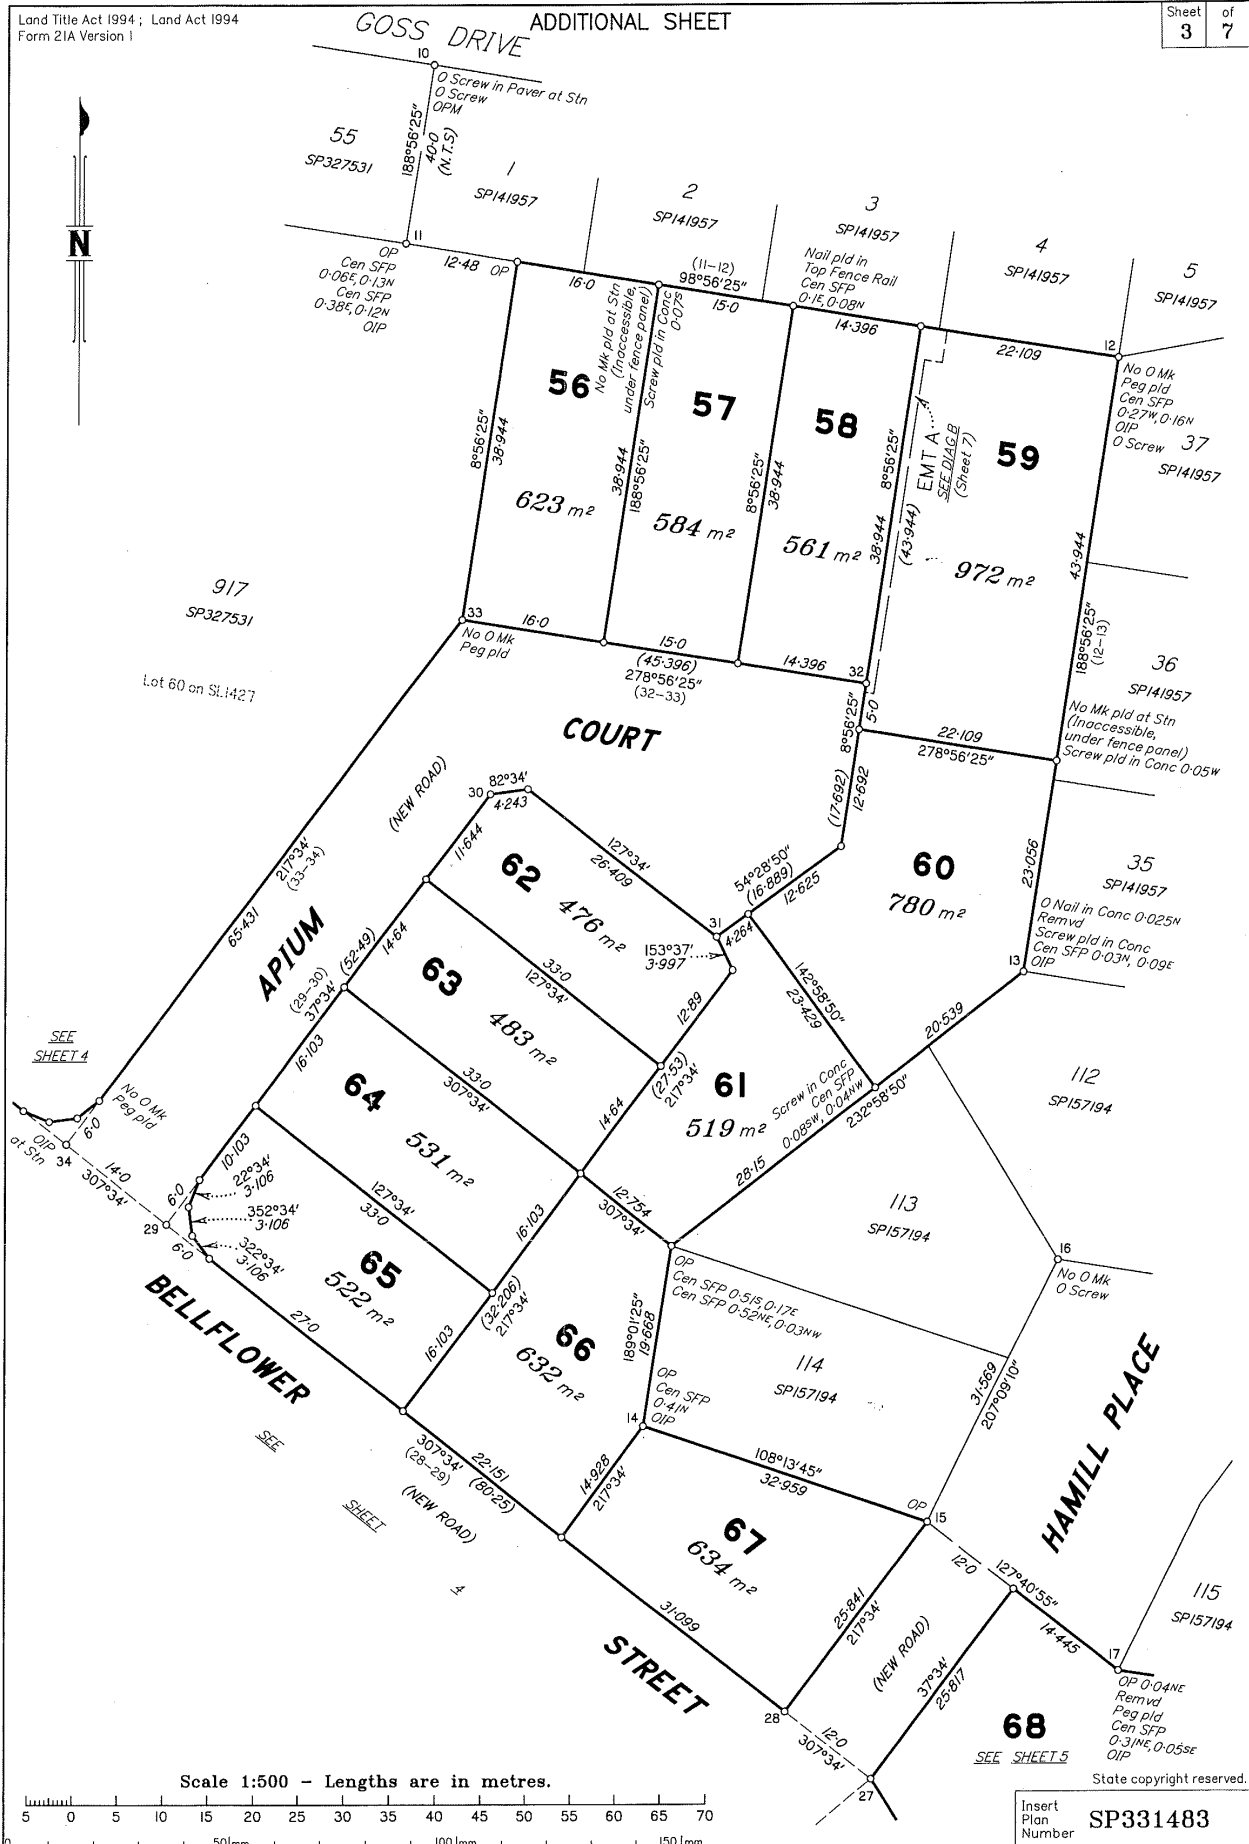 Land Title Act 1994 ; Land Act 1994
Form 21A Version 1
ADDITIONAL SHEET
Sheet of
3 7
GOSS DRIVE
10
O Screw in Paver at Stn
O Screw
OPM
188°56'25"
40·0
(N.T.S)
55
SP327531
1
SP141957
2
SP141957
3
SP141957
4
SP141957
5
SP141957
N
11
OP
Cen SFP
0·06E, 0·13N
Cen SFP
0·38E, 0·12N
OIP
12·48
OP
16·0
(11-12)
98°56'25"
15·0
Nail pld in
Top Fence Rail
Cen SFP
0·1E, 0·08N
14·396
22·109
12
No O Mk
Peg pld
Cen SFP
0·27W, 0·16N
OIP
O Screw
37
SP141957
No Mk pld at Stn
(Inaccessible,
under fence panel)
Screw pld in Conc
0·07S
56
623 m²
8°56'25"
38·944
57
584 m²
38·944
188°56'25"
58
561 m²
8°56'25"
38·944
8°56'25"
38·944
EMT A
SEE DIAG B
(Sheet 7)
(43·944)
59
972 m²
43·944
188°56'25"
(12-13)
36
SP141957
917
SP327531
Lot 60 on SL1427
33
No O Mk
Peg pld
16·0
15·0
(45·396)
278°56'25"
(32-33)
14·396
32
5·0
8°56'25"
22·109
278°56'25"
No Mk pld at Stn
(Inaccessible,
under fence panel)
Screw pld in Conc 0·05W
COURT
(NEW ROAD)
30
82°34'
4·243
11·644
127°34'
26·409
(17·692)
12·692
62
476 m²
54°28'50"
(16·889)
12·625
31
4·264
153°37'
3·997
60
780 m²
23·056
35
SP141957
O Nail in Conc 0·025N
Remvd
Screw pld in Conc
Cen SFP 0·03N, 0·09E
OIP
13
217°34'
(33-34)
65·431
APIUM
(29-30)
37°34'
(52·49)
14·64
63
483 m²
33·0
127°34'
12·89
142°58'50"
23·429
20·539
SEE
SHEET 4
No O Mk
Peg pld
6·0
16·103
64
531 m²
33·0
307°34'
(27·53)
217°34'
14·64
61
519 m²
Screw in Conc
Cen SFP
0·08SW, 0·04NW
232°58'50"
28·15
112
SP157194
OIP
at Stn
34
14·0
307°34'
10·103
22°34'
3·106
6·0
352°34'
3·106
29
322°34'
3·106
6·0
127°34'
33·0
16·103
12·754
307°34'
113
SP157194
16
No O Mk
O Screw
65
522 m²
OP
Cen SFP 0·51S, 0·17E
Cen SFP 0·52NE, 0·03NW
BELLFLOWER
27·0
16·103
(32·206)
217°34'
66
632 m²
189°01'25"
19·668
OP
Cen SFP
0·41N
OIP
14
114
SP157194
31·569
207°09'10"
HAMILL PLACE
SEE
SHEET
4
307°34'
(28-29)
22·151
(80·25)
(NEW ROAD)
14·928
217°34'
108°13'45"
32·959
OP
15
67
634 m²
12·0
127°40'55"
14·445
115
SP157194
31·099
25·841
217°34'
(NEW ROAD)
37°34'
25·817
17
OP 0·04NE
Remvd
Peg pld
Cen SFP
0·31NE, 0·05SE
OIP
STREET
28
12·0
307°34'
27
68
SEE SHEET 5
State copyright reserved.
Scale 1:500 – Lengths are in metres.
5 0 5 10 15 20 25 30 35 40 45 50 55 60 65 70
0 50mm 100mm 150mm
Insert
Plan
Number
SP331483